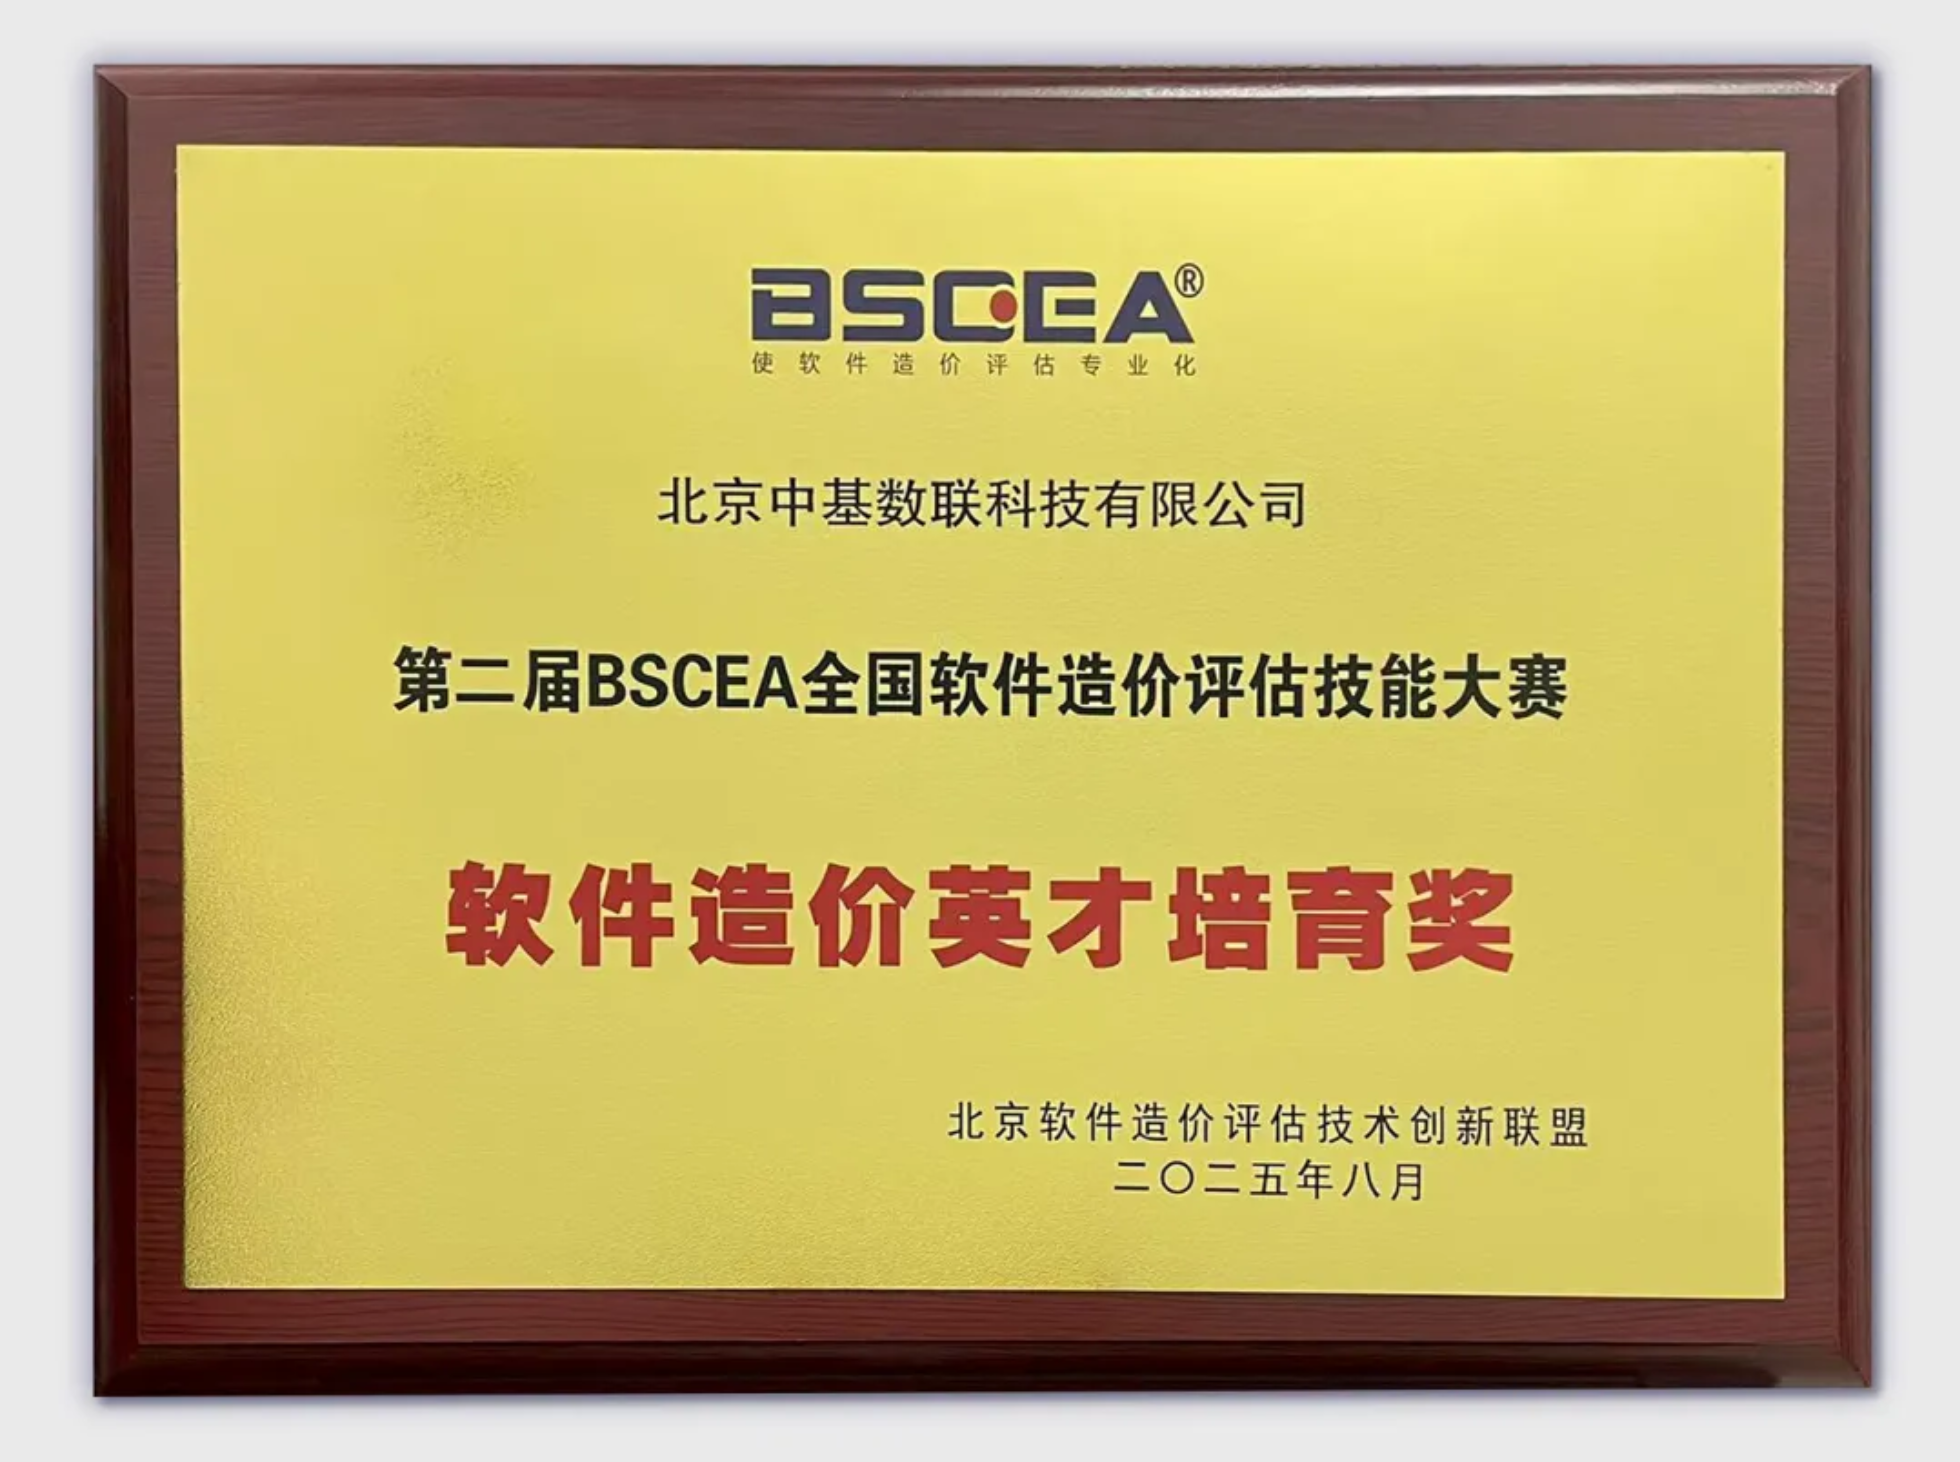 BSCEA®
使软件造价评估专业化
北京中基数联科技有限公司
第二届BSCEA全国软件造价评估技能大赛
软件造价英才培育奖
北京软件造价评估技术创新联盟
二〇二五年八月